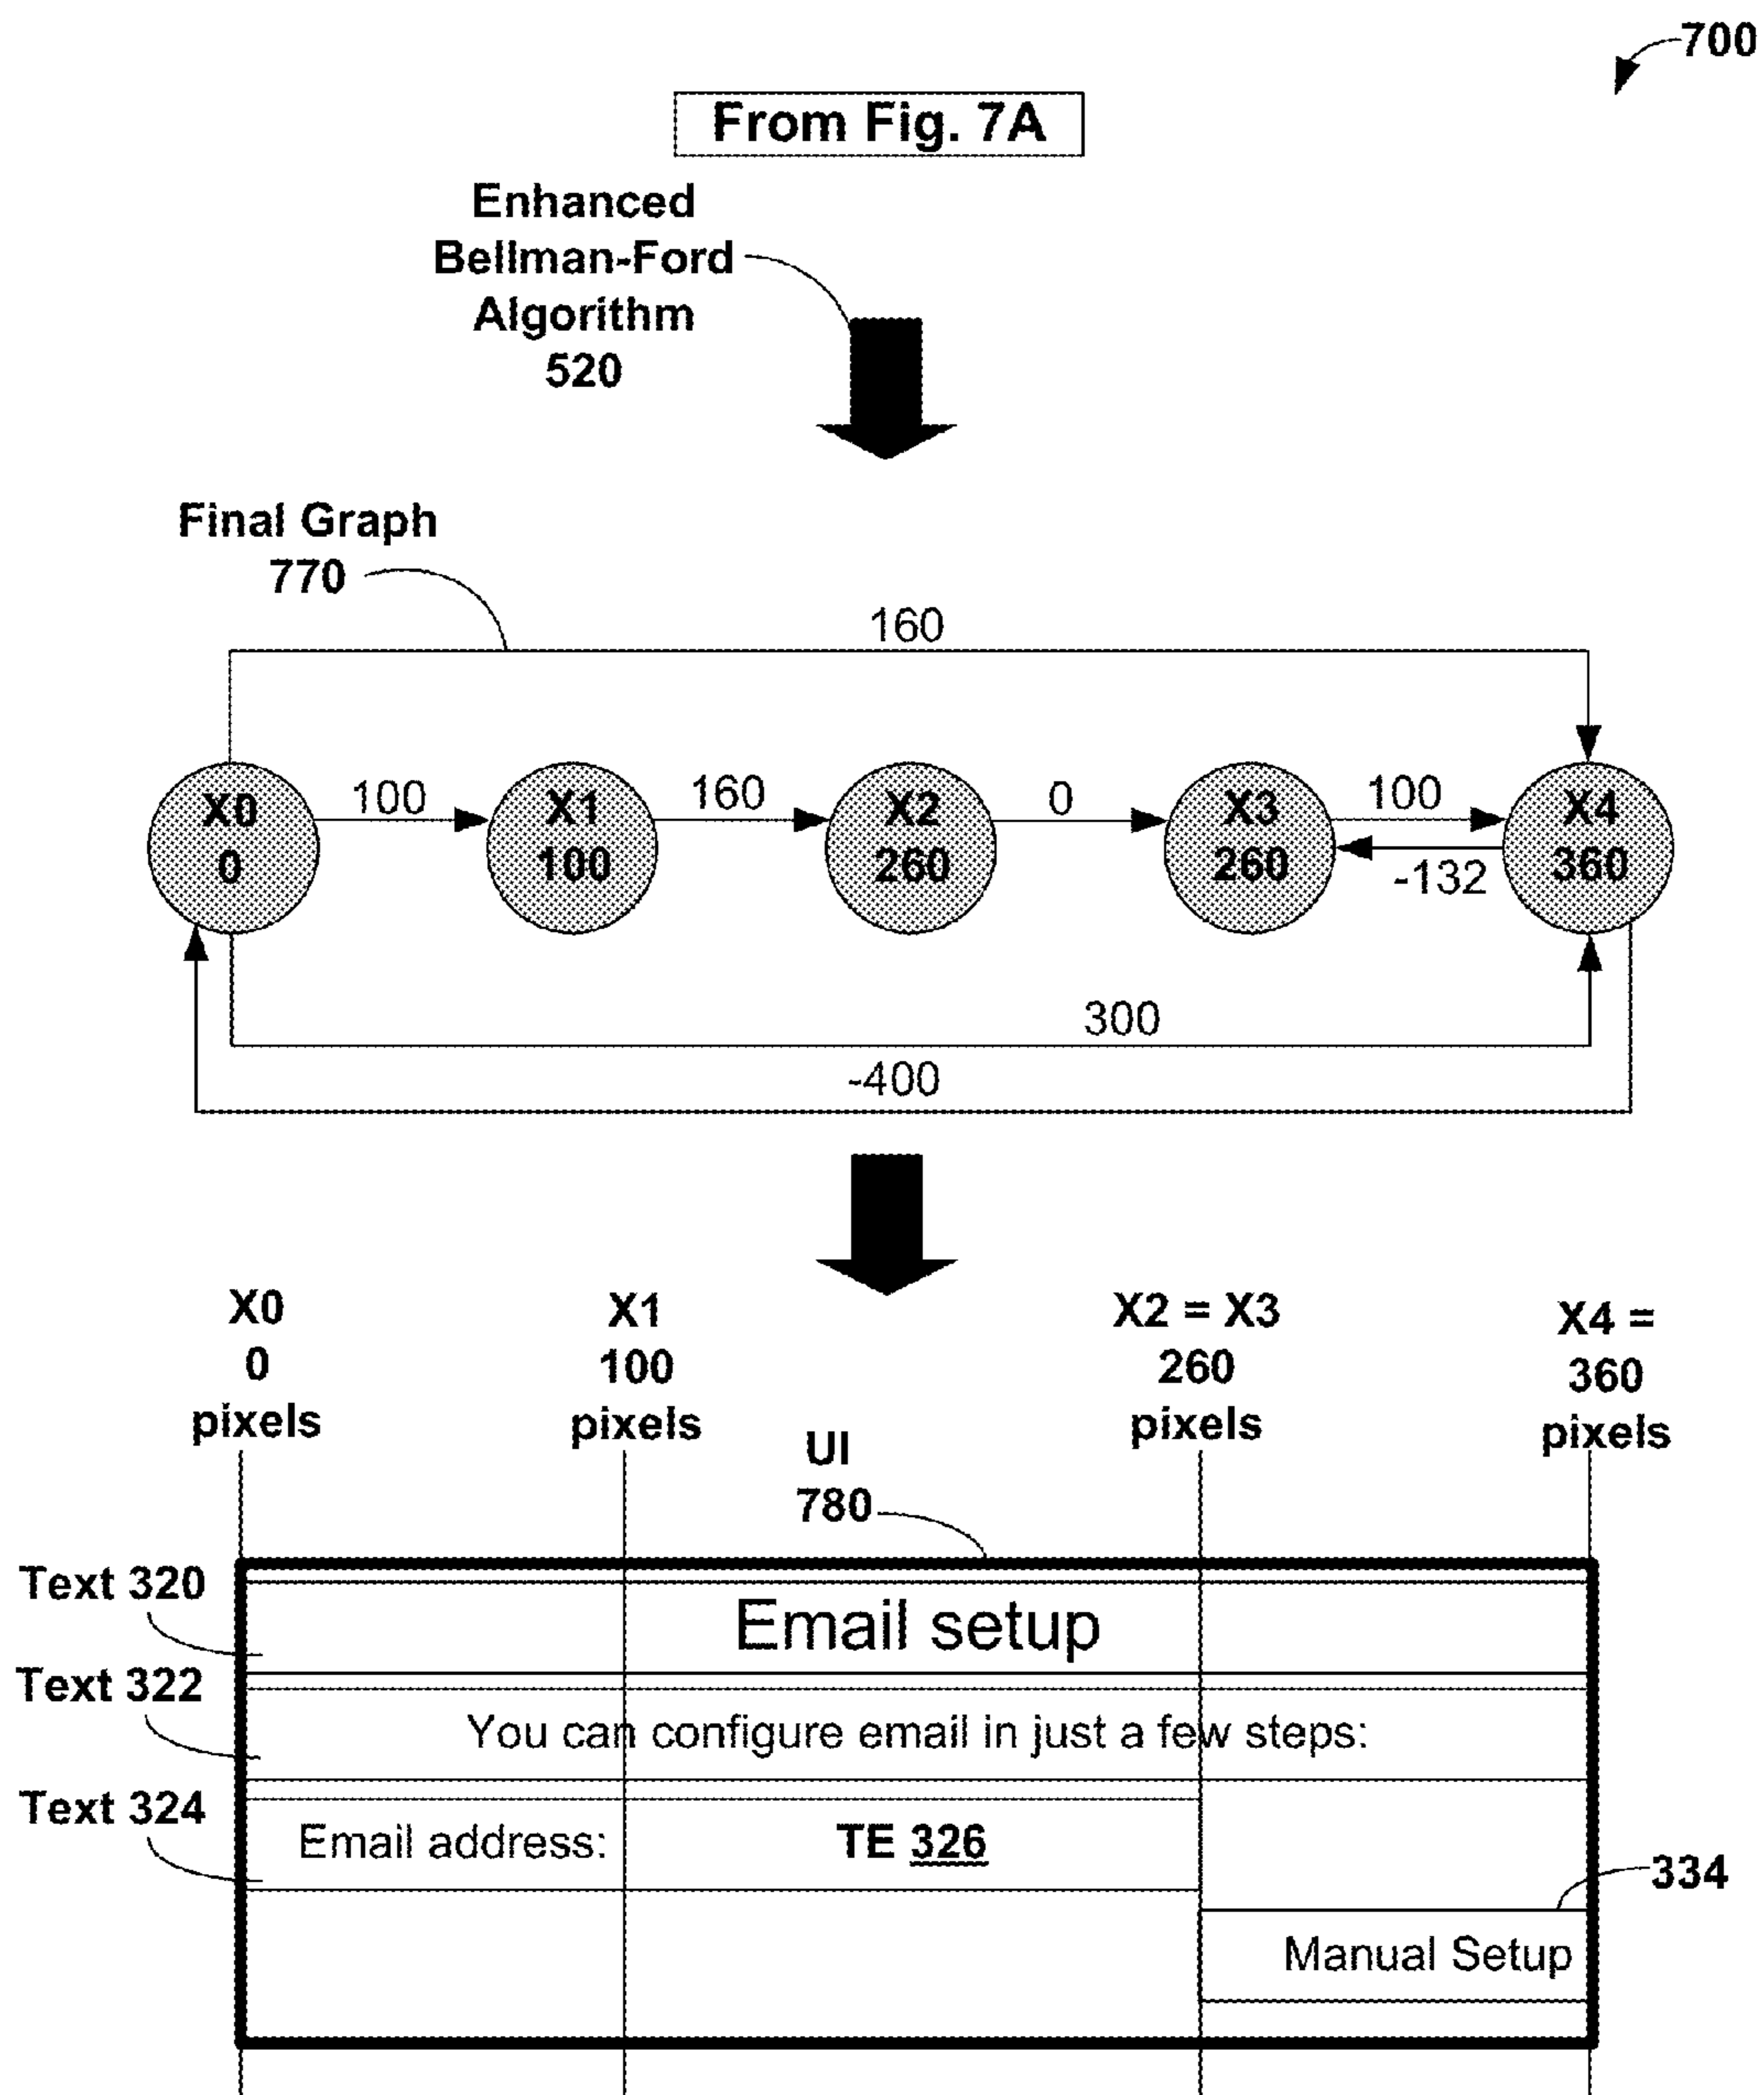 700
From Fig. 7A
Enhanced
Bellman-Ford
Algorithm
520
Final Graph
770
160
X0
0
100
X1
100
160
X2
260
0
X3
260
100
-132
X4
360
300
-400
X0
0
pixels
X1
100
pixels
X2 = X3
260
pixels
X4 =
360
pixels
UI
780
Text 320
Email setup
Text 322
You can configure email in just a few steps:
Text 324
Email address:
TE 326
334
Manual Setup